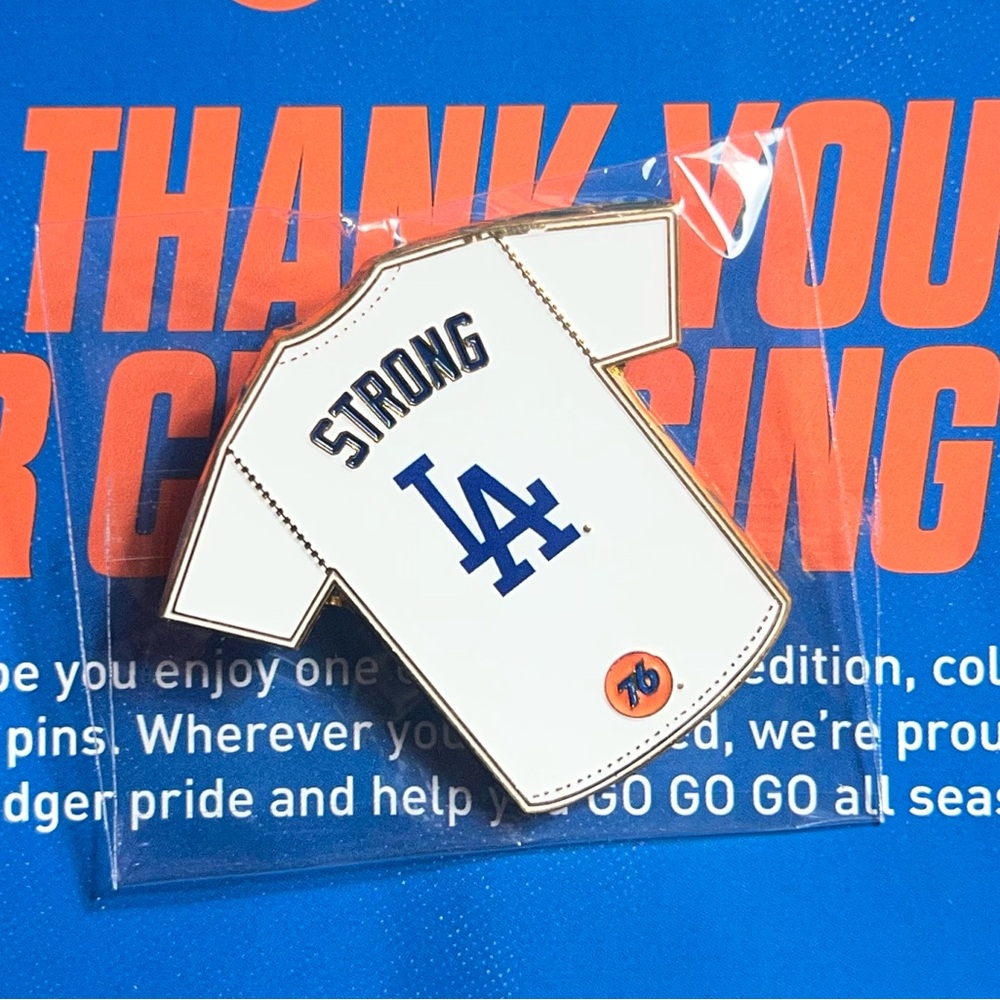 THANK YOU
STRONG
LA
76
be you enjoy one edition, col
pins. Wherever you ed, we're prou
dger pride and help GO GO GO all seas